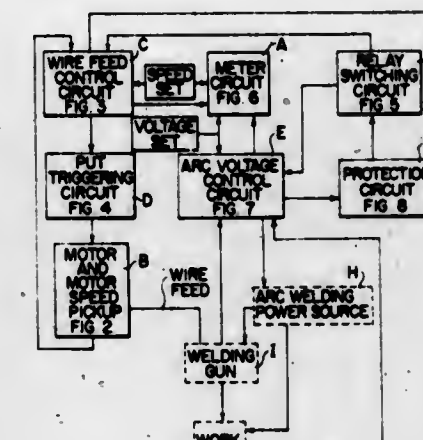 C
A
WIRE FEED
CONTROL
CIRCUIT
FIG. 3
SPEED
SET
METER
CIRCUIT
FIG. 6
RELAY
SWITCHING
CIRCUIT
FIG 5
VOLTAGE
SET
E
PUT
TRIGGERING
CIRCUIT
FIG 4
D
ARC VOLTAGE
CONTROL
CIRCUIT
FIG 7
PROTECTION
CIRCUIT
FIG 8
MOTOR
AND
MOTOR
SPEED
PICKUP
FIG 2
B
WIRE
FEED
H
ARC WELDING
POWER SOURCE
WELDING
GUN
I
WORK